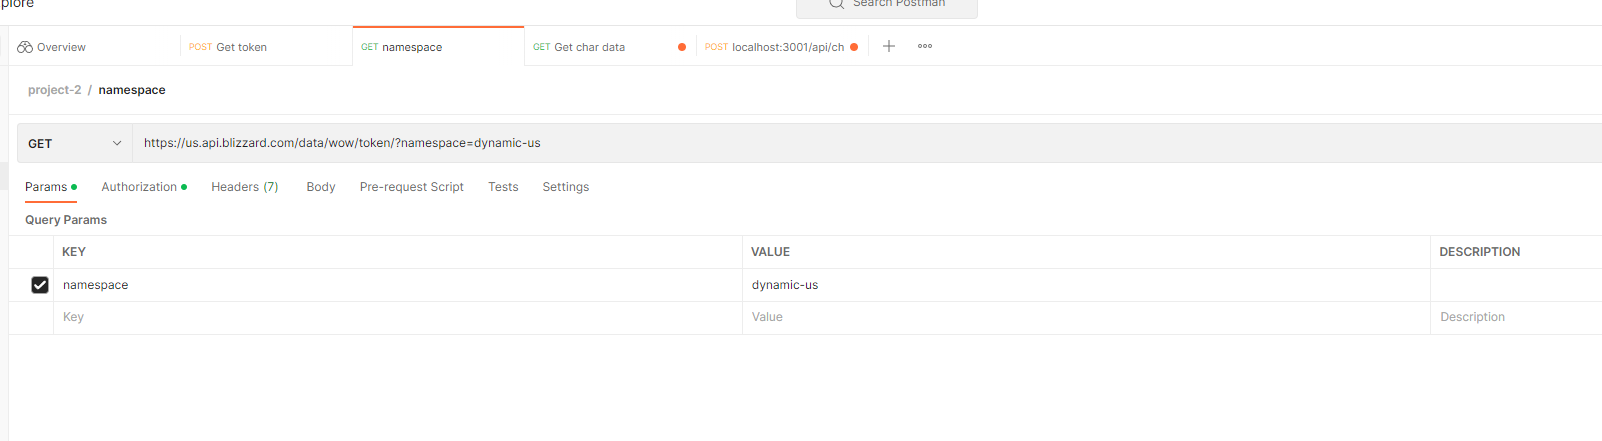 plore
Search Postman
Overview
POST Get token
GET namespace
GET Get char data
POST localhost:3001/api/ch
project-2 / namespace
GET
https://us.api.blizzard.com/data/wow/token/?namespace=dynamic-us
Params
Authorization
Headers (7)
Body
Pre-request Script
Tests
Settings
Query Params
KEY VALUE DESCRIPTION
namespace dynamic-us
Key Value Description